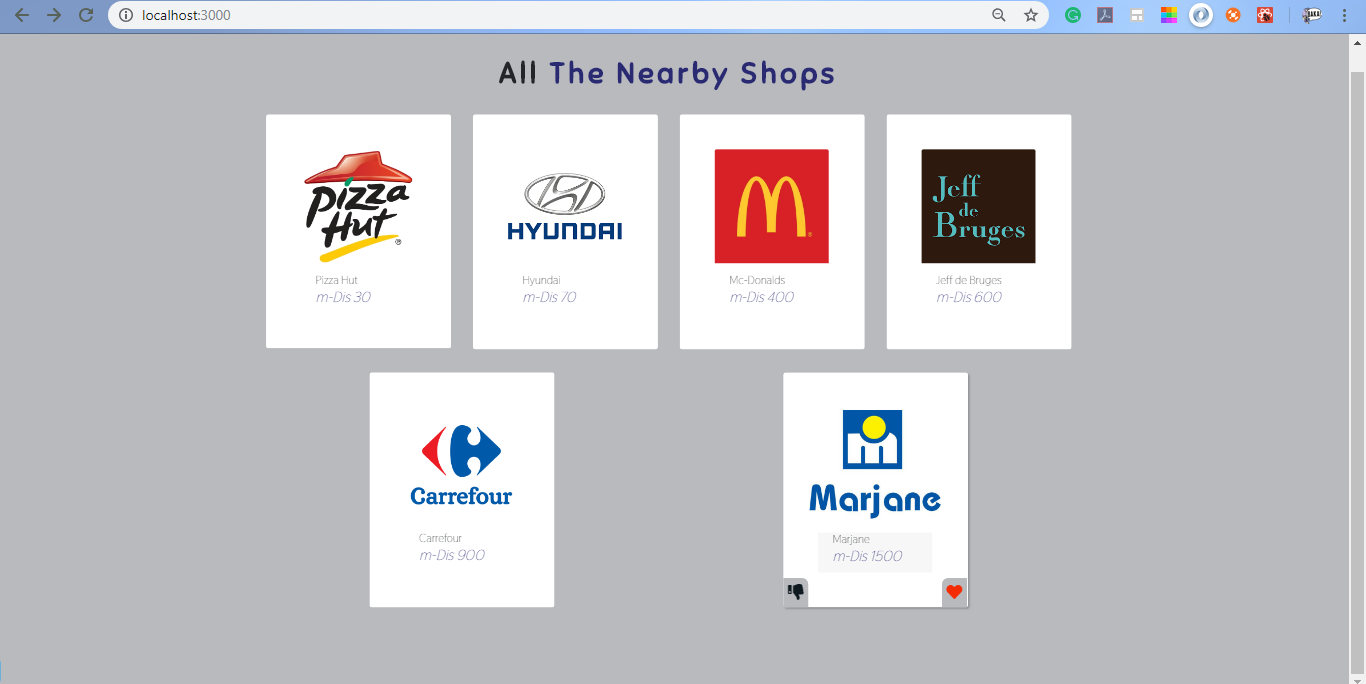 localhost:3000
All The Nearby Shops
Pizza
Hut
®
Pizza Hut
m-Dis 30
HYUNDAI
Hyundai
m-Dis 70
Mc-Donalds
m-Dis 400
Jeff
de
Bruges
Jeff de Bruges
m-Dis 600
Carrefour
Carrefour
m-Dis 900
Marjane
Marjane
m-Dis 1500